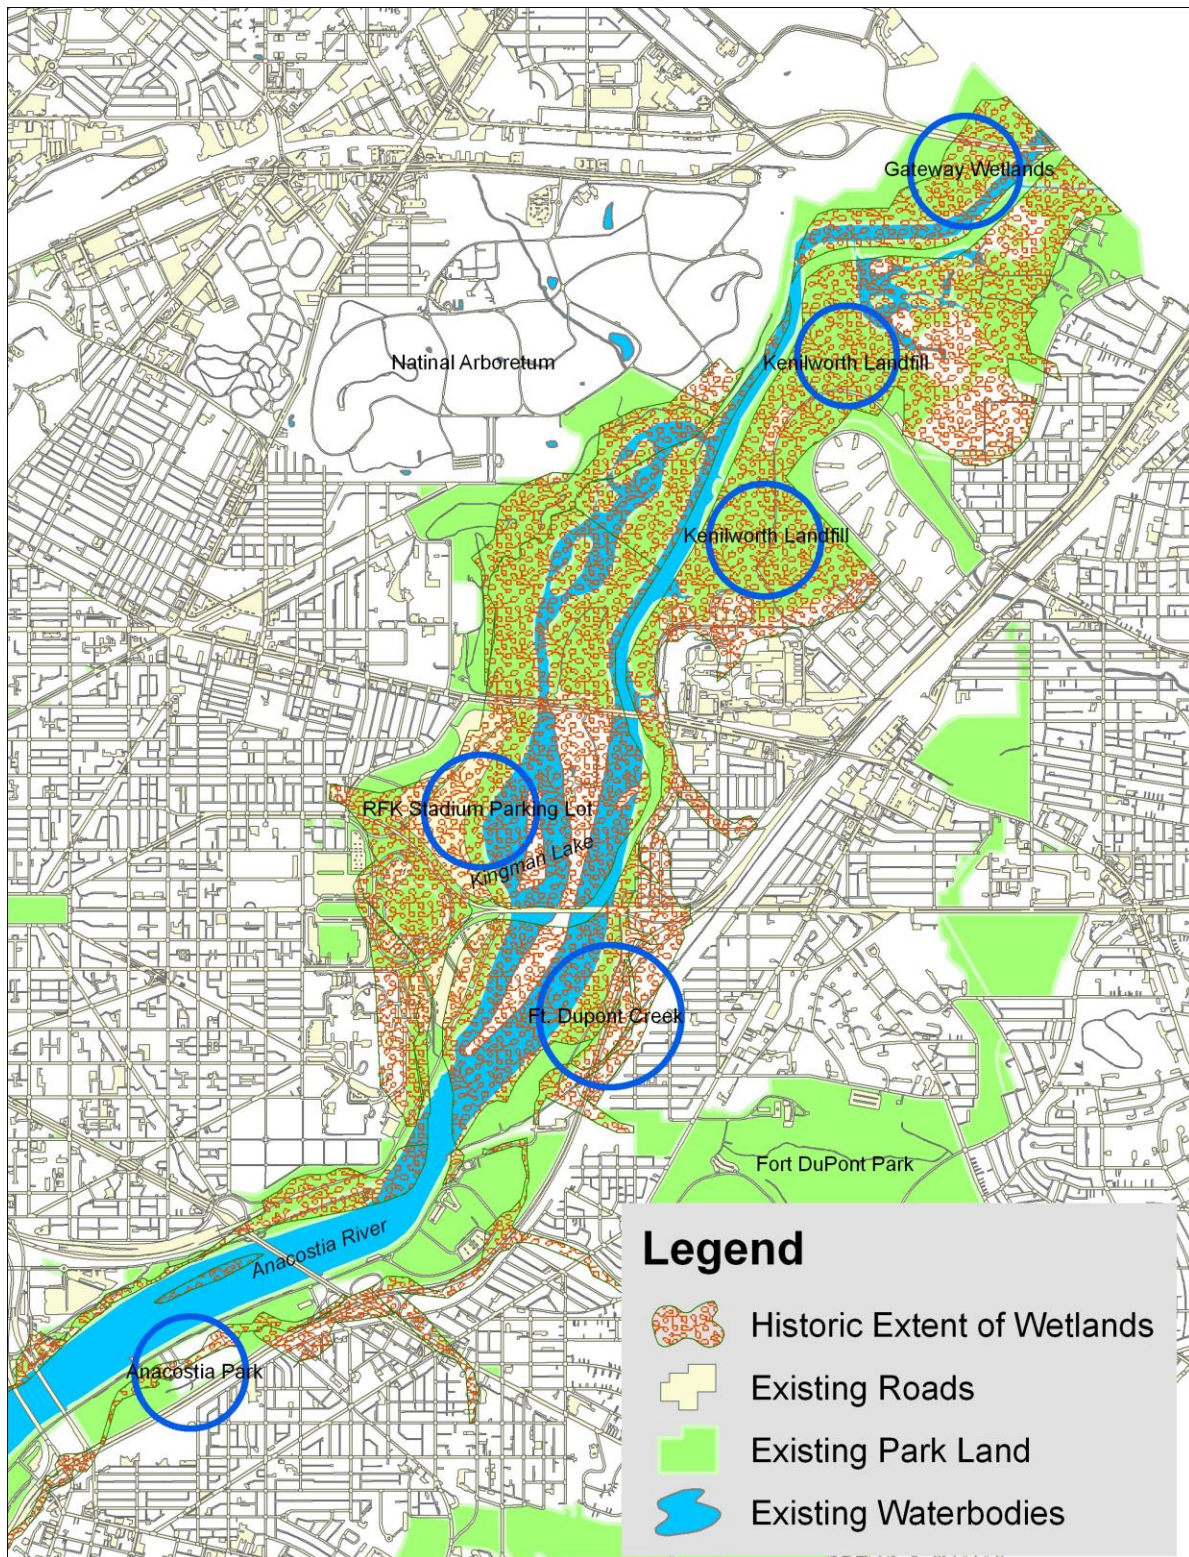 Gateway Wetlands
Kenilworth Landfill
Natinal Arboretum
Kenilworth Landfill
RFK Stadium Parking Lot
Kingman Lake
Ft. Dupont Creek
Fort DuPont Park
Anacostia River
Anacostia Park
Legend
Historic Extent of Wetlands
Existing Roads
Existing Park Land
Existing Waterbodies